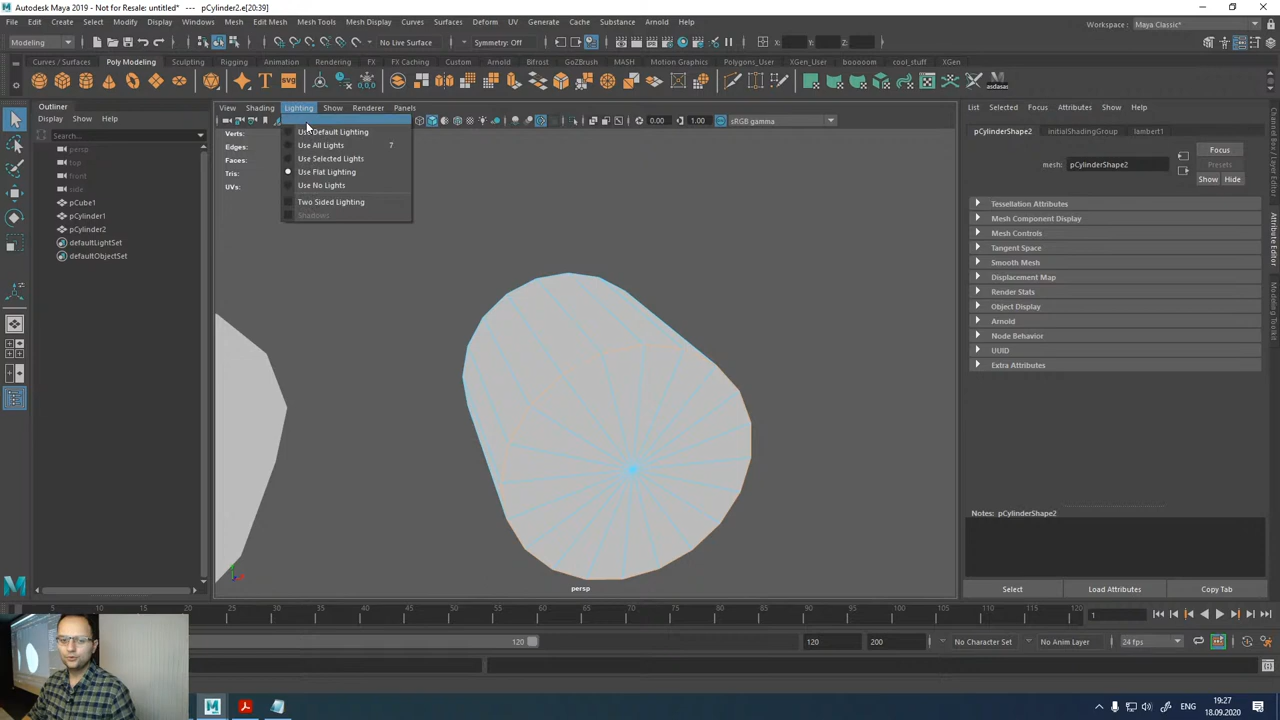 Autodesk Maya 2019 - Not for Resale: untitled*   ---   pCylinder2.e[20:39]
File Edit Create Select Modify Display Windows Mesh Edit Mesh Mesh Tools Mesh Display Curves Surfaces Deform UV Generate Cache Substance Arnold Help
Workspace : Maya Classic*
Modeling No Live Surface Symmetry: Off X: Y: Z:
Curves / Surfaces Poly Modeling Sculpting Rigging Animation Rendering FX FX Caching Custom Arnold Bifrost GoZBrush MASH Motion Graphics Polygons_User XGen_User booooom cool_stuff XGen
SVG asdasas
Outliner
Display Show Help
Search...
persp
top
front
side
pCube1
pCylinder1
pCylinder2
defaultLightSet
defaultObjectSet
View Shading Lighting Show Renderer Panels
0.00 1.00 sRGB gamma
Verts:
Edges:
Faces:
Tris:
UVs:
Use Default Lighting
Use All Lights 7
Use Selected Lights
Use Flat Lighting
Use No Lights
Two Sided Lighting
Shadows
persp
List Selected Focus Attributes Show Help
pCylinderShape2 initialShadingGroup lambert1
mesh: pCylinderShape2
Focus
Presets
Show Hide
Tessellation Attributes
Mesh Component Display
Mesh Controls
Tangent Space
Smooth Mesh
Displacement Map
Render Stats
Object Display
Arnold
Node Behavior
UUID
Extra Attributes
Notes: pCylinderShape2
Select Load Attributes Copy Tab
Attribute Editor
Modeling Toolkit
5 10 15 20 25 30 35 40 45 50 55 60 65 70 75 80 85 90 95 100 105 110 115 120 1
120 120 200 No Character Set No Anim Layer 24 fps
ENG 19:27
18.09.2020